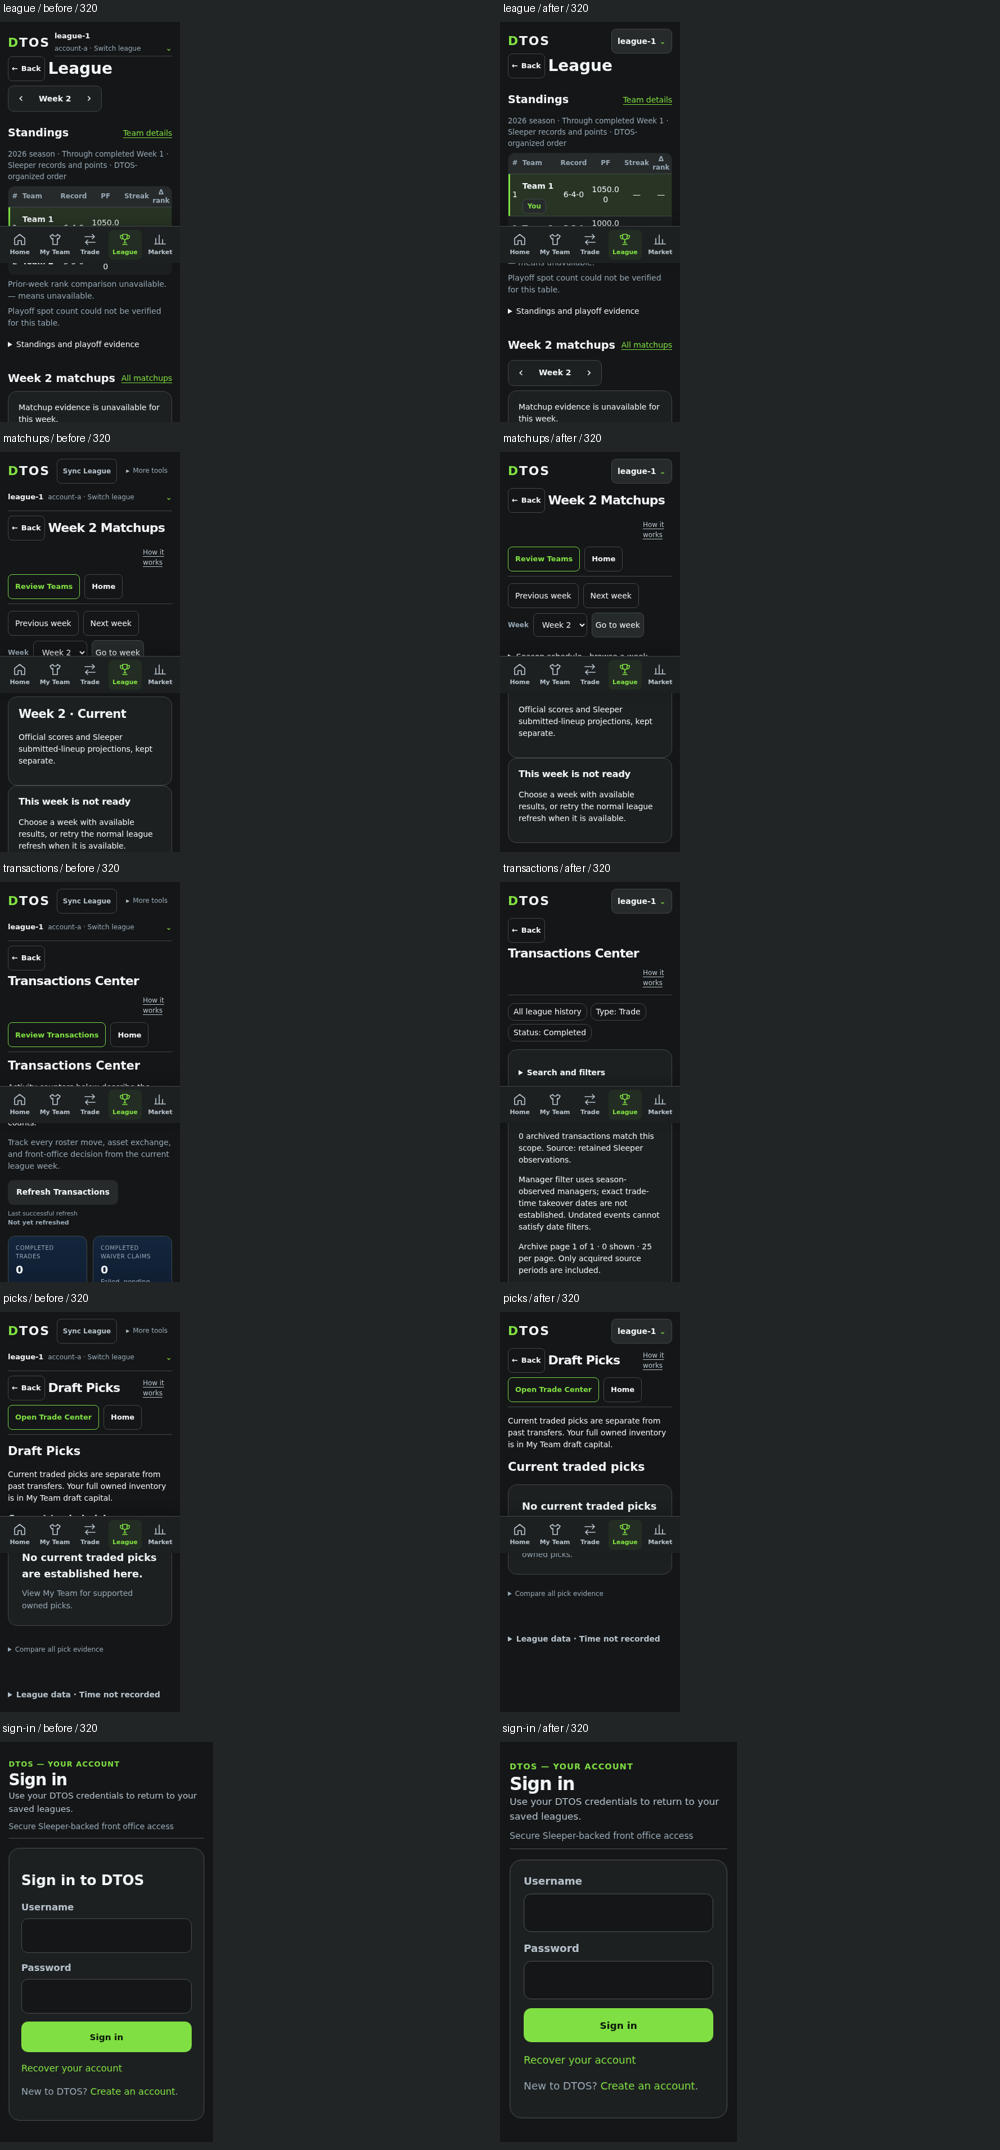 league / before / 320
DTOS
league-1
account-a · Switch league
← Back
League
‹ Week 2 ›
Standings
Team details
2026 season · Through completed Week 1 ·
Sleeper records and points · DTOS-
organized order
# Team Record PF Streak Δ rank
Team 1
1050.0
Home My Team Trade League Market
0
Prior-week rank comparison unavailable.
— means unavailable.
Playoff spot count could not be verified
for this table.
▸ Standings and playoff evidence
Week 2 matchups
All matchups
Matchup evidence is unavailable for
this week.
league / after / 320
DTOS
league-1
← Back
League
Standings
Team details
2026 season · Through completed Week 1 ·
Sleeper records and points · DTOS-
organized order
# Team Record PF Streak Δ rank
1 Team 1 6-4-0 1050.0
0 — —
You
1000.0
Home My Team Trade League Market
— means unavailable.
Playoff spot count could not be verified
for this table.
▸ Standings and playoff evidence
Week 2 matchups
All matchups
‹ Week 2 ›
Matchup evidence is unavailable for
this week.
matchups / before / 320
DTOS
Sync League
▸ More tools
league-1 account-a · Switch league
← Back
Week 2 Matchups
How it
works
Review Teams
Home
Previous week
Next week
Week
Week 2
Go to week
Home My Team Trade League Market
Week 2 · Current
Official scores and Sleeper
submitted-lineup projections, kept
separate.
This week is not ready
Choose a week with available
results, or retry the normal league
refresh when it is available.
matchups / after / 320
DTOS
league-1
← Back
Week 2 Matchups
How it
works
Review Teams
Home
Previous week
Next week
Week
Week 2
Go to week
Home My Team Trade League Market
Official scores and Sleeper
submitted-lineup projections, kept
separate.
This week is not ready
Choose a week with available
results, or retry the normal league
refresh when it is available.
transactions / before / 320
DTOS
Sync League
▸ More tools
league-1 account-a · Switch league
← Back
Transactions Center
How it
works
Review Transactions
Home
Transactions Center
Home My Team Trade League Market
counts.
Track every roster move, asset exchange,
and front-office decision from the current
league week.
Refresh Transactions
Last successful refresh
Not yet refreshed
COMPLETED
TRADES
0
COMPLETED
WAIVER CLAIMS
0
transactions / after / 320
DTOS
league-1
← Back
Transactions Center
How it
works
All league history
Type: Trade
Status: Completed
▸ Search and filters
Home My Team Trade League Market
0 archived transactions match this
scope. Source: retained Sleeper
observations.
Manager filter uses season-
observed managers; exact trade-
time takeover dates are not
established. Undated events cannot
satisfy date filters.
Archive page 1 of 1 · 0 shown · 25
per page. Only acquired source
periods are included.
picks / before / 320
DTOS
Sync League
▸ More tools
league-1 account-a · Switch league
← Back
Draft Picks
How it
works
Open Trade Center
Home
Draft Picks
Current traded picks are separate from
past transfers. Your full owned inventory
is in My Team draft capital.
Home My Team Trade League Market
No current traded picks
are established here.
View My Team for supported
owned picks.
▸ Compare all pick evidence
▸ League data · Time not recorded
picks / after / 320
DTOS
league-1
← Back
Draft Picks
How it
works
Open Trade Center
Home
Current traded picks are separate from
past transfers. Your full owned inventory
is in My Team draft capital.
Current traded picks
No current traded picks
Home My Team Trade League Market
owned picks.
▸ Compare all pick evidence
▸ League data · Time not recorded
sign-in / before / 320
DTOS — YOUR ACCOUNT
Sign in
Use your DTOS credentials to return to your
saved leagues.
Secure Sleeper-backed front office access
Sign in to DTOS
Username
Password
Sign in
Recover your account
New to DTOS? Create an account.
sign-in / after / 320
DTOS — YOUR ACCOUNT
Sign in
Use your DTOS credentials to return to your
saved leagues.
Secure Sleeper-backed front office access
Username
Password
Sign in
Recover your account
New to DTOS? Create an account.